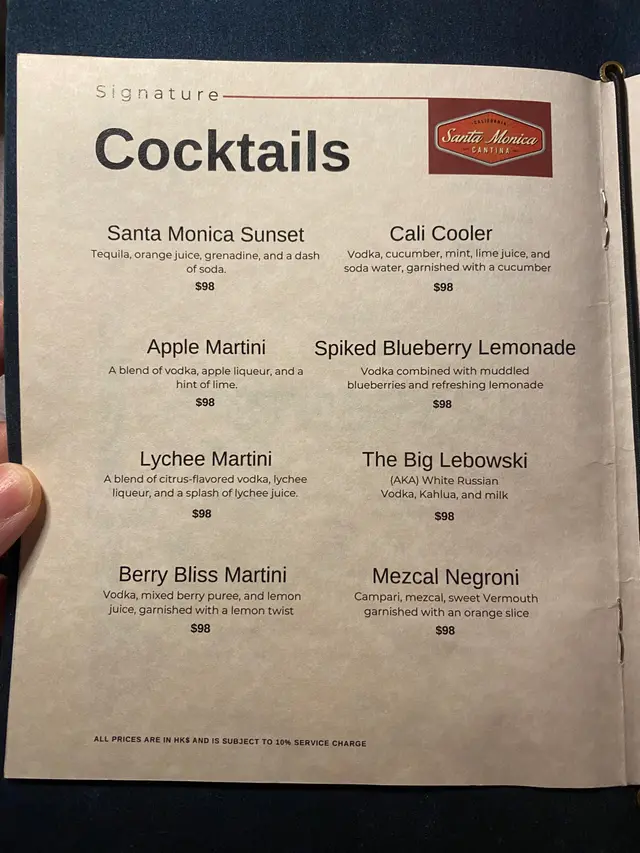 Signature
Cocktails
CALIFORNIA
Santa Monica
CANTINA
Santa Monica Sunset
Tequila, orange juice, grenadine, and a dash
of soda.
$98
Cali Cooler
Vodka, cucumber, mint, lime juice, and
soda water, garnished with a cucumber
$98
Apple Martini
A blend of vodka, apple liqueur, and a
hint of lime.
$98
Spiked Blueberry Lemonade
Vodka combined with muddled
blueberries and refreshing lemonade
$98
Lychee Martini
A blend of citrus-flavored vodka, lychee
liqueur, and a splash of lychee juice.
$98
The Big Lebowski
(AKA) White Russian
Vodka, Kahlua, and milk
$98
Berry Bliss Martini
Vodka, mixed berry puree, and lemon
juice, garnished with a lemon twist
$98
Mezcal Negroni
Campari, mezcal, sweet Vermouth
garnished with an orange slice
$98
ALL PRICES ARE IN HK$ AND IS SUBJECT TO 10% SERVICE CHARGE